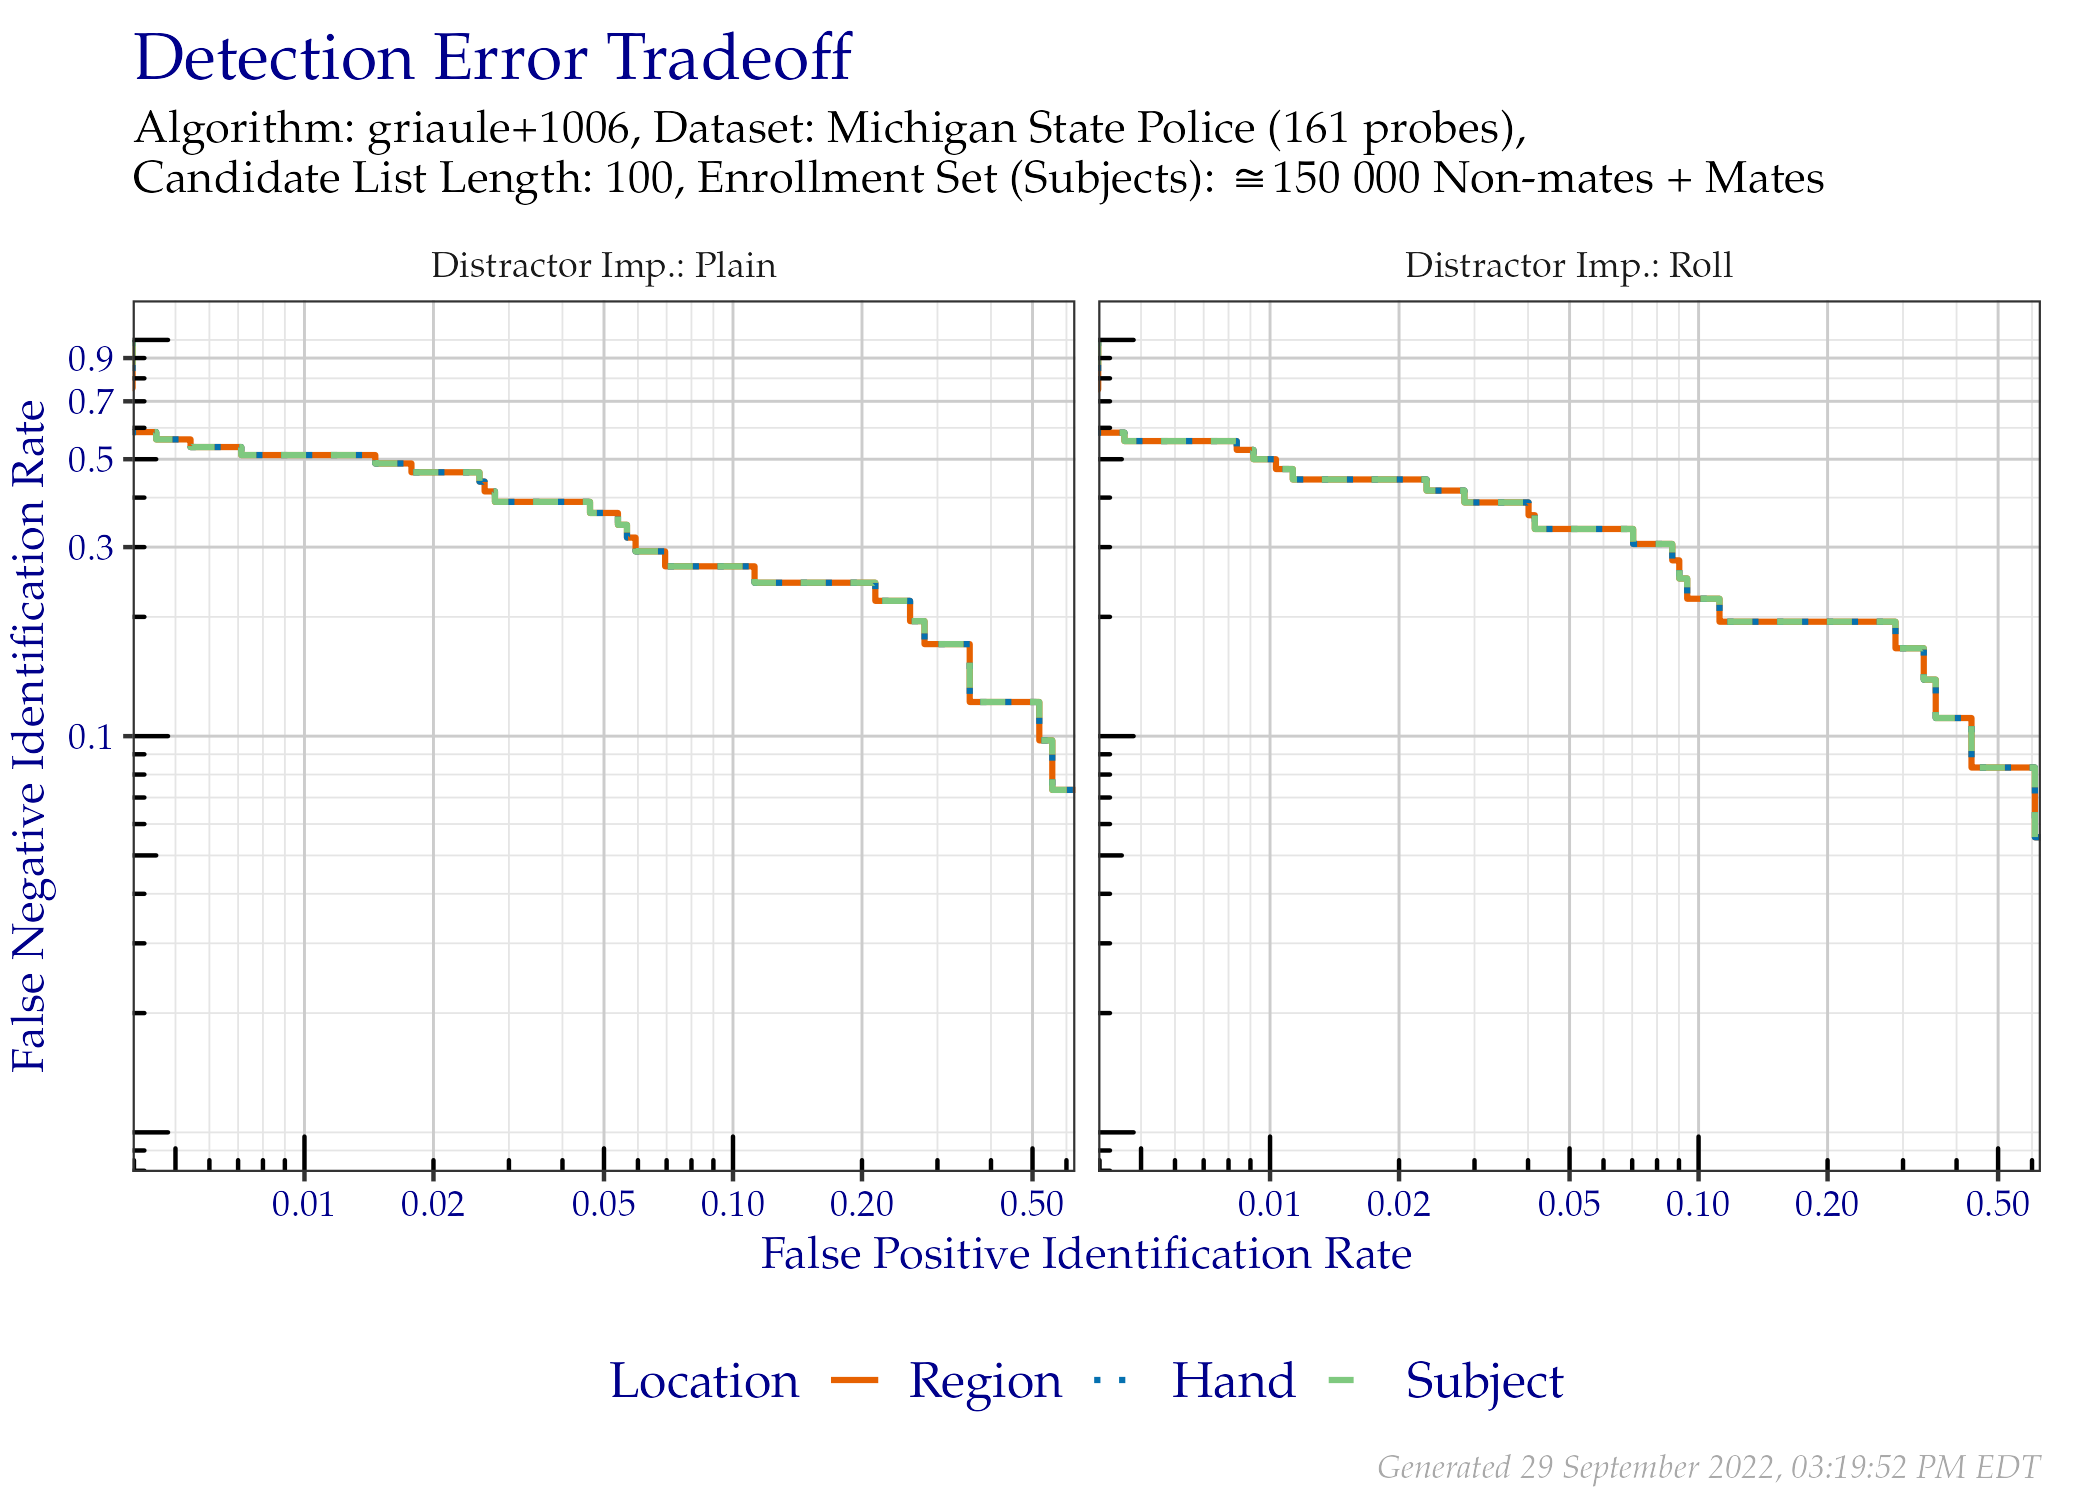 Detection Error Tradeoff
Algorithm: griaule+1006, Dataset: Michigan State Police (161 probes),
Candidate List Length: 100, Enrollment Set (Subjects): ≅150 000 Non-mates + Mates
Distractor Imp.: Plain
Distractor Imp.: Roll
False Negative Identification Rate
0.9
0.7
0.5
0.3
0.1
0.01 0.02 0.05 0.10 0.20 0.50
0.01 0.02 0.05 0.10 0.20 0.50
False Positive Identification Rate
Location Region Hand Subject
Generated 29 September 2022, 03:19:52 PM EDT